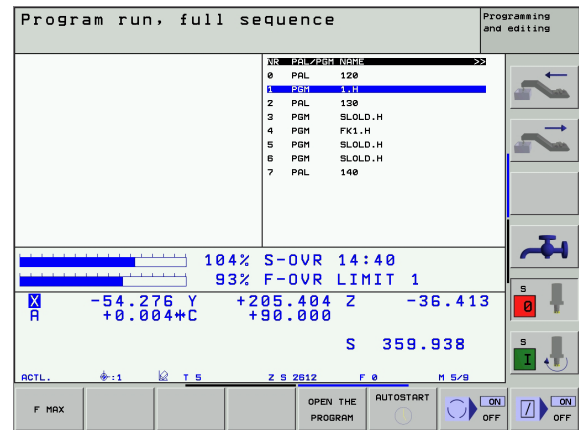 Program run, full sequence
Programming and editing
NR PAL/PGM NAME >>
0 PAL 120
1 PGM 1.H
2 PAL 130
3 PGM SLOLD.H
4 PGM FK1.H
5 PGM SLOLD.H
6 PGM SLOLD.H
7 PAL 140
104% S-OVR 14:40
93% F-OVR LIMIT 1
X -54.276 Y +205.404 Z -36.413
A +0.004 C +90.000
S 359.938
ACTL. :1 T 5 Z S 2612 F 0 M 5/9
S 0
S I
F MAX
OPEN THE PROGRAM
AUTOSTART
ON
OFF
ON
OFF